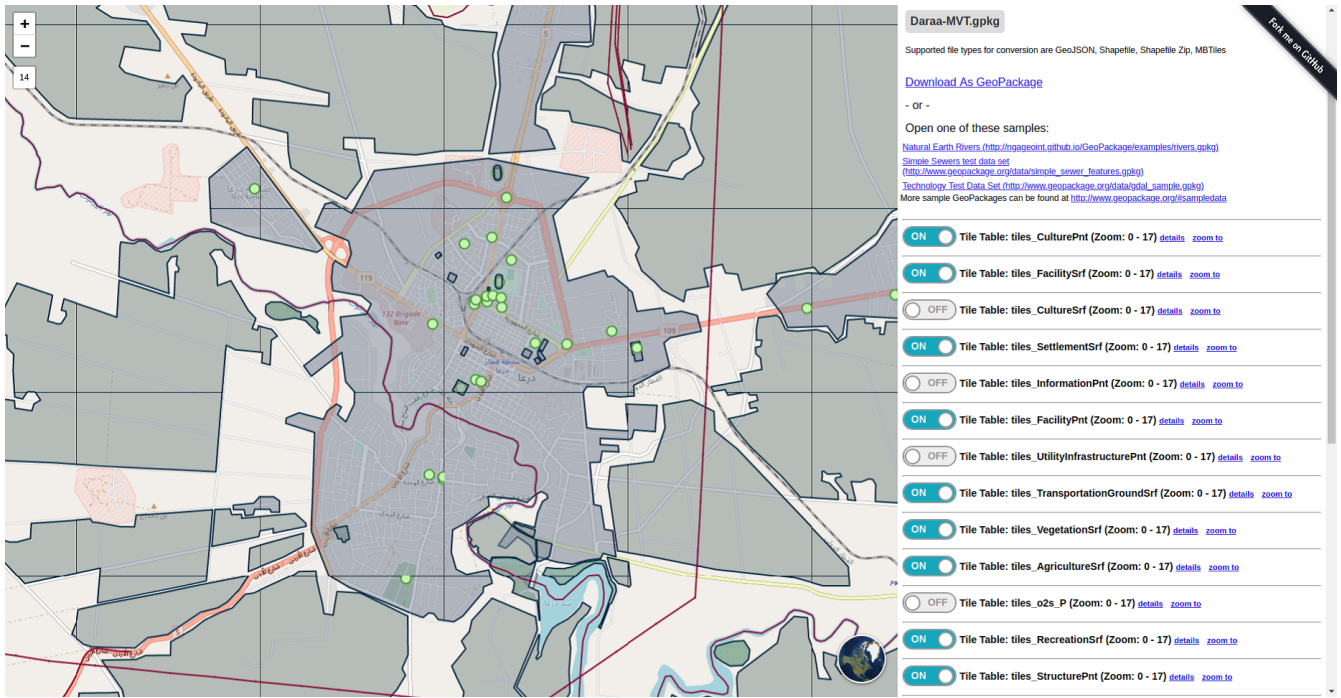 +
−
14
5
119
132 Brigade
Base
109
درعا
5
Daraa-MVT.gpkg
Fork me on GitHub
Supported file types for conversion are GeoJSON, Shapefile, Shapefile Zip, MBTiles
Download As GeoPackage
- or -
Open one of these samples:
Natural Earth Rivers (http://ngageoint.github.io/GeoPackage/examples/rivers.gpkg)
Simple Sewers test data set
(http://www.geopackage.org/data/simple_sewer_features.gpkg)
Technology Test Data Set (http://www.geopackage.org/data/gdal_sample.gpkg)
More sample GeoPackages can be found at http://www.geopackage.org/#sampledata
ON Tile Table: tiles_CulturePnt (Zoom: 0 - 17) details zoom to
ON Tile Table: tiles_FacilitySrf (Zoom: 0 - 17) details zoom to
OFF Tile Table: tiles_CultureSrf (Zoom: 0 - 17) details zoom to
ON Tile Table: tiles_SettlementSrf (Zoom: 0 - 17) details zoom to
OFF Tile Table: tiles_InformationPnt (Zoom: 0 - 17) details zoom to
ON Tile Table: tiles_FacilityPnt (Zoom: 0 - 17) details zoom to
OFF Tile Table: tiles_UtilityInfrastructurePnt (Zoom: 0 - 17) details zoom to
ON Tile Table: tiles_TransportationGroundSrf (Zoom: 0 - 17) details zoom to
ON Tile Table: tiles_VegetationSrf (Zoom: 0 - 17) details zoom to
ON Tile Table: tiles_AgricultureSrf (Zoom: 0 - 17) details zoom to
OFF Tile Table: tiles_o2s_P (Zoom: 0 - 17) details zoom to
ON Tile Table: tiles_RecreationSrf (Zoom: 0 - 17) details zoom to
ON Tile Table: tiles_StructurePnt (Zoom: 0 - 17) details zoom to